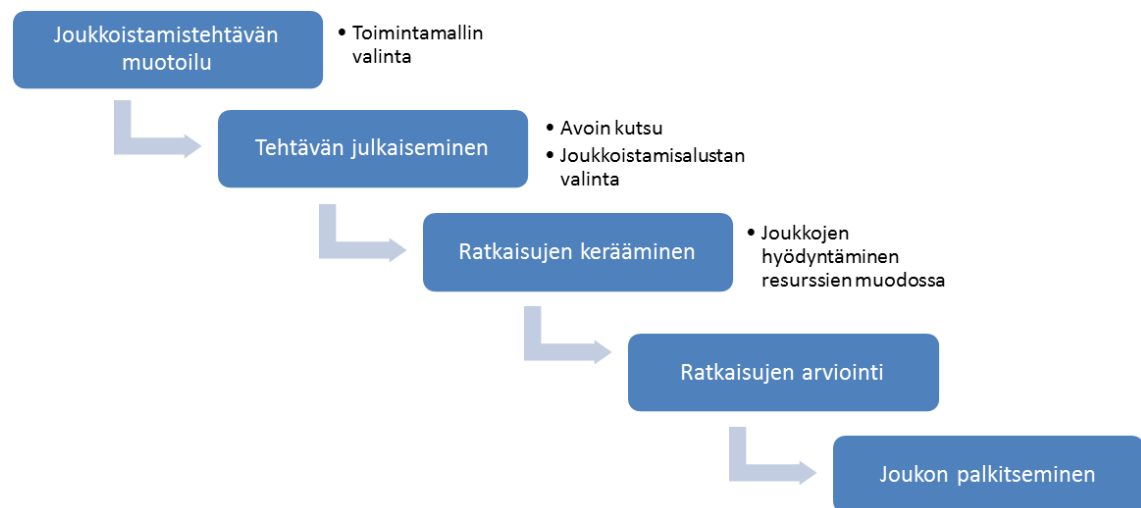 Joukkoistamistehtävän
muotoilu
• Toimintamallin
valinta
Tehtävän julkaiseminen
• Avoin kutsu
• Joukkoistamisalustan
valinta
Ratkaisujen kerääminen
• Joukkojen
hyödyntäminen
resurssien muodossa
Ratkaisujen arviointi
Joukon palkitseminen